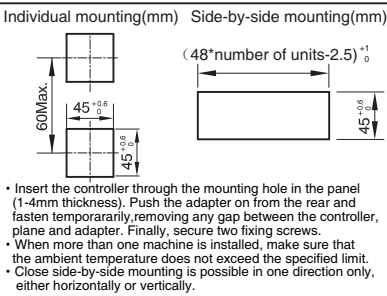 Individual mounting(mm) Side-by-side mounting(mm)
(48*number of units-2.5) +1 0
60Max.
45 +0.6 0
45 +0.6 0
45 +0.6 0
• Insert the controller through the mounting hole in the panel
(1-4mm thickness). Push the adapter on from the rear and
fasten temporararily,removing any gap between the controller,
plane and adapter. Finally, secure two fixing screws.
• When more than one machine is installed, make sure that
the ambient temperature does not exceed the specified limit.
• Close side-by-side mounting is possible in one direction only,
either horizontally or vertically.